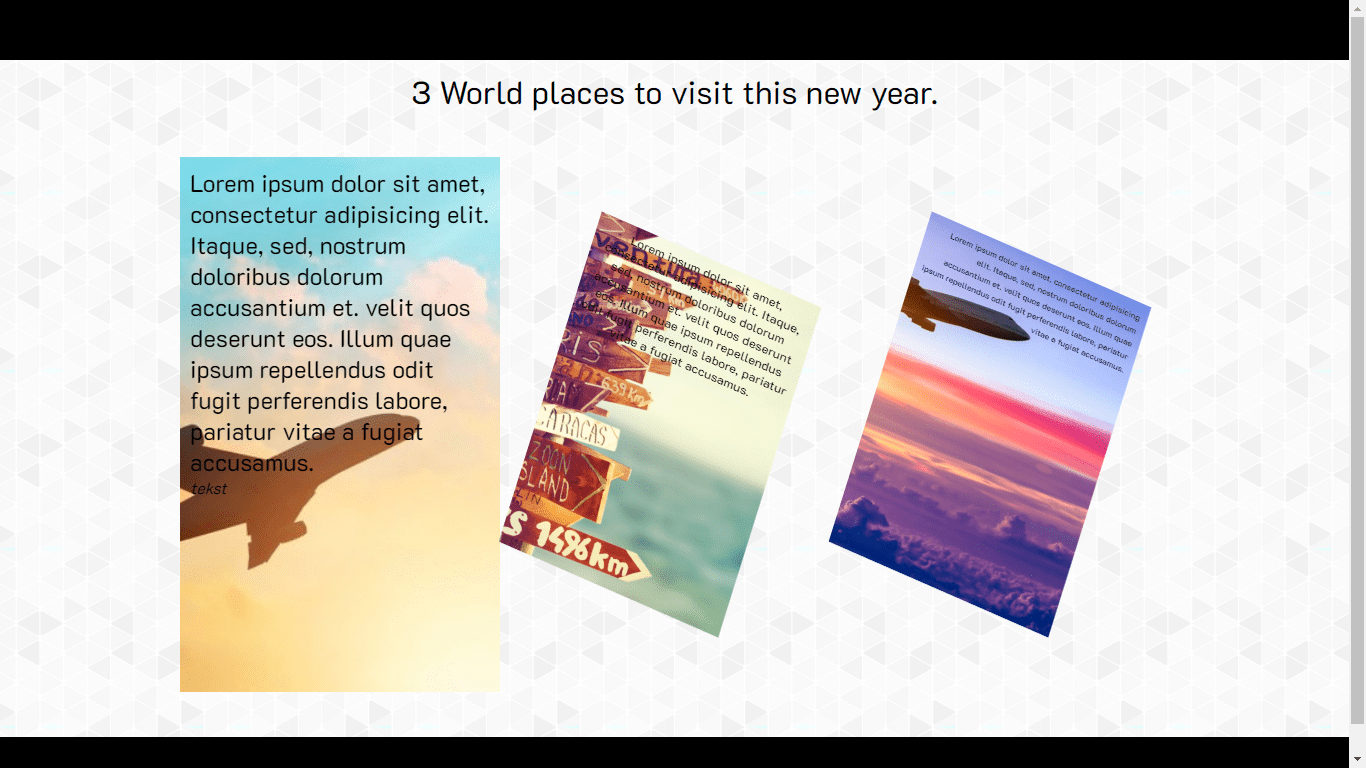 3 World places to visit this new year.
Lorem ipsum dolor sit amet,
consectetur adipisicing elit.
Itaque, sed, nostrum
doloribus dolorum
accusantium et. velit quos
deserunt eos. Illum quae
ipsum repellendus odit
fugit perferendis labore,
pariatur vitae a fugiat
accusamus.
tekst
Lorem ipsum dolor sit amet,
consectetur adipisicing elit. Itaque,
sed, nostrum doloribus dolorum
accusantium et. velit quos deserunt
eos. Illum quae ipsum repellendus
odit fugit perferendis labore, pariatur
vitae a fugiat accusamus.
639km
CARACAS
ZOON
ISLAND
LIN
S 1496km
Lorem ipsum dolor sit amet, consectetur adipisicing
elit. Itaque, sed, nostrum doloribus dolorum
accusantium et. velit quos deserunt eos. Illum quae
ipsum repellendus odit fugit perferendis labore, pariatur
vitae a fugiat accusamus.